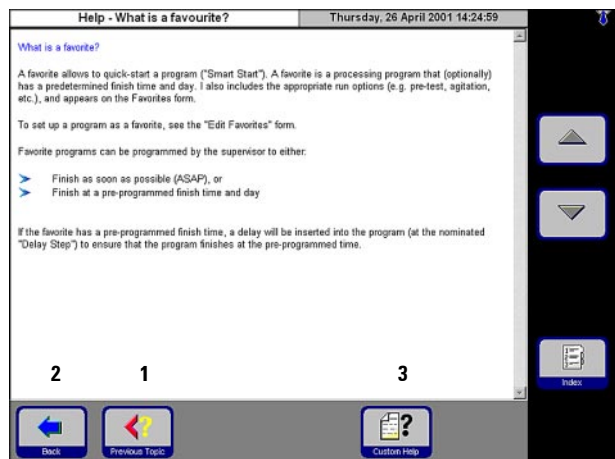 Help - What is a favourite?
Thursday, 26 April 2001 14:24:59
What is a favorite?
A favorite allows to quick-start a program ("Smart Start"). A favorite is a processing program that (optionally)
has a predetermined finish time and day. I also includes the appropriate run options (e.g. pre-test, agitation,
etc.), and appears on the Favorites form.
To set up a program as a favorite, see the "Edit Favorites" form.
Favorite programs can be programmed by the supervisor to either:
Finish as soon as possible (ASAP), or
Finish at a pre-programmed finish time and day
If the favorite has a pre-programmed finish time, a delay will be inserted into the program (at the nominated
"Delay Step") to ensure that the program finishes at the pre-programmed time.
Index
2 1 3
Back
Previous Topic
Custom Help